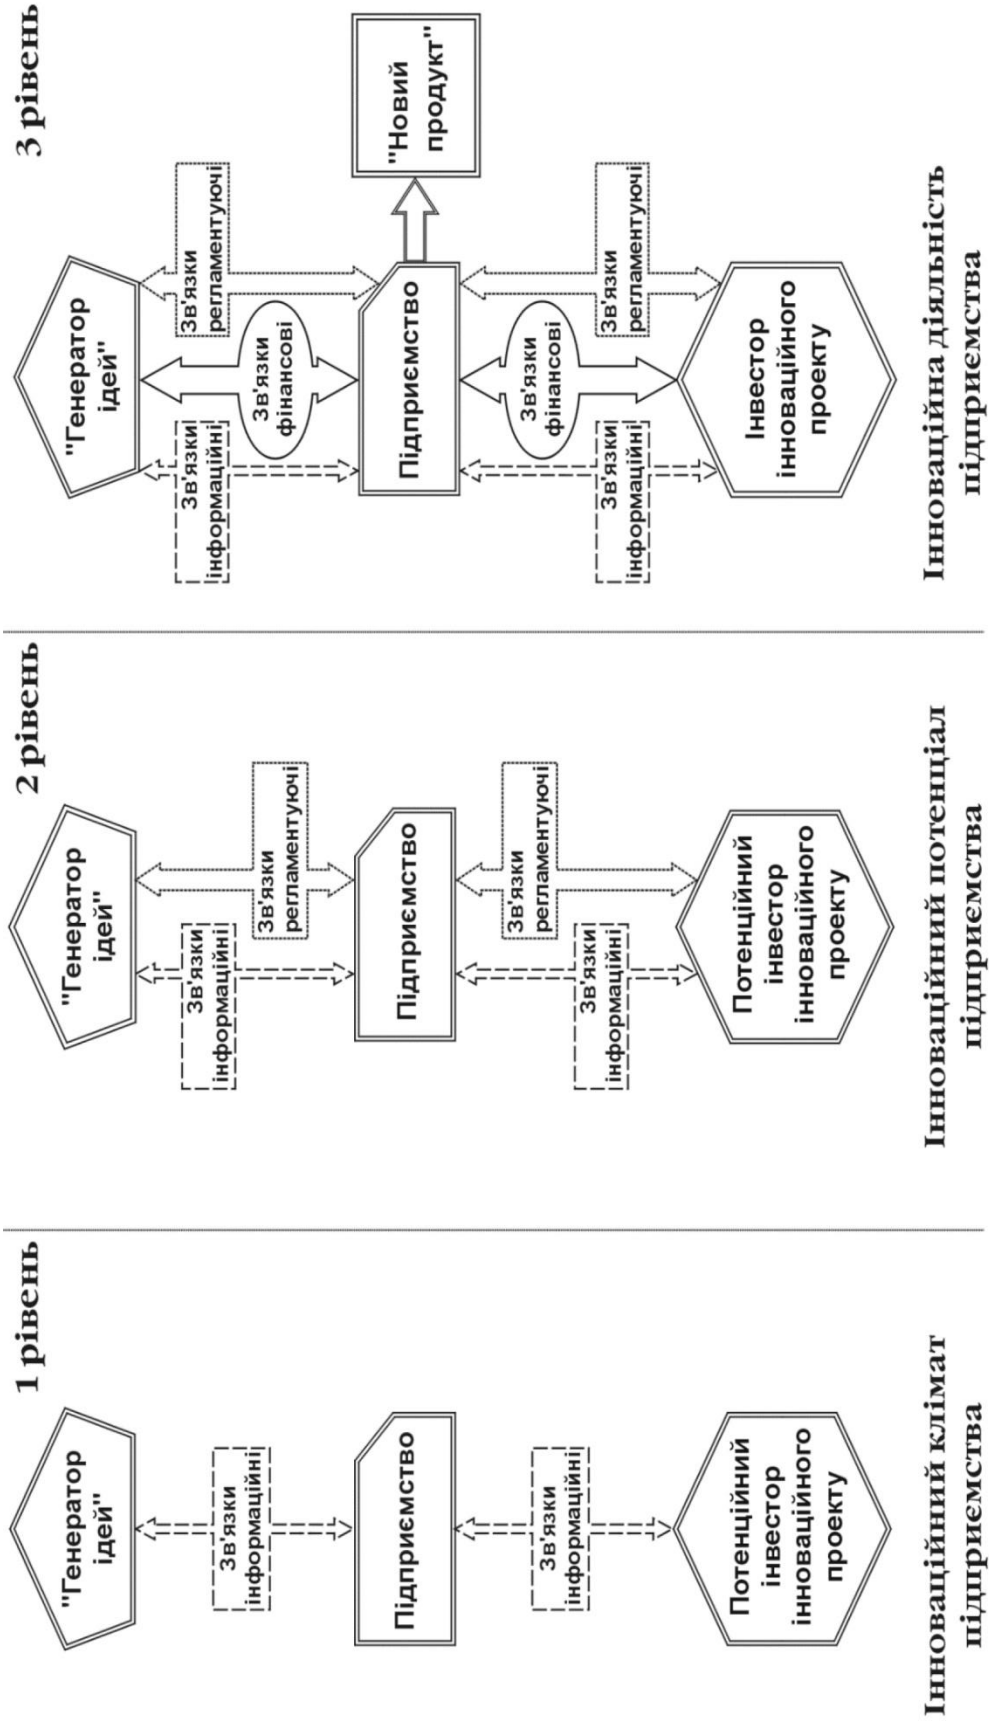 1 рівень
"Генератор
ідей"
Зв'язки
інформаційні
Підприємство
Зв'язки
інформаційні
Потенційний
інвестор
інноваційного
проекту
Інноваційний клімат
підприємства
2 рівень
"Генератор
ідей"
Зв'язки
інформаційні
Зв'язки
регламентуючі
Підприємство
Зв'язки
інформаційні
Зв'язки
регламентуючі
Потенційний
інвестор
інноваційного
проекту
Інноваційний потенціал
підприємства
3 рівень
"Генератор
ідей"
Зв'язки
інформаційні
Зв'язки
фінансові
Зв'язки
регламентуючі
Підприємство
"Новий
продукт"
Зв'язки
інформаційні
Зв'язки
фінансові
Зв'язки
регламентуючі
Інвестор
інноваційного
проекту
Інноваційна діяльність
підприємства